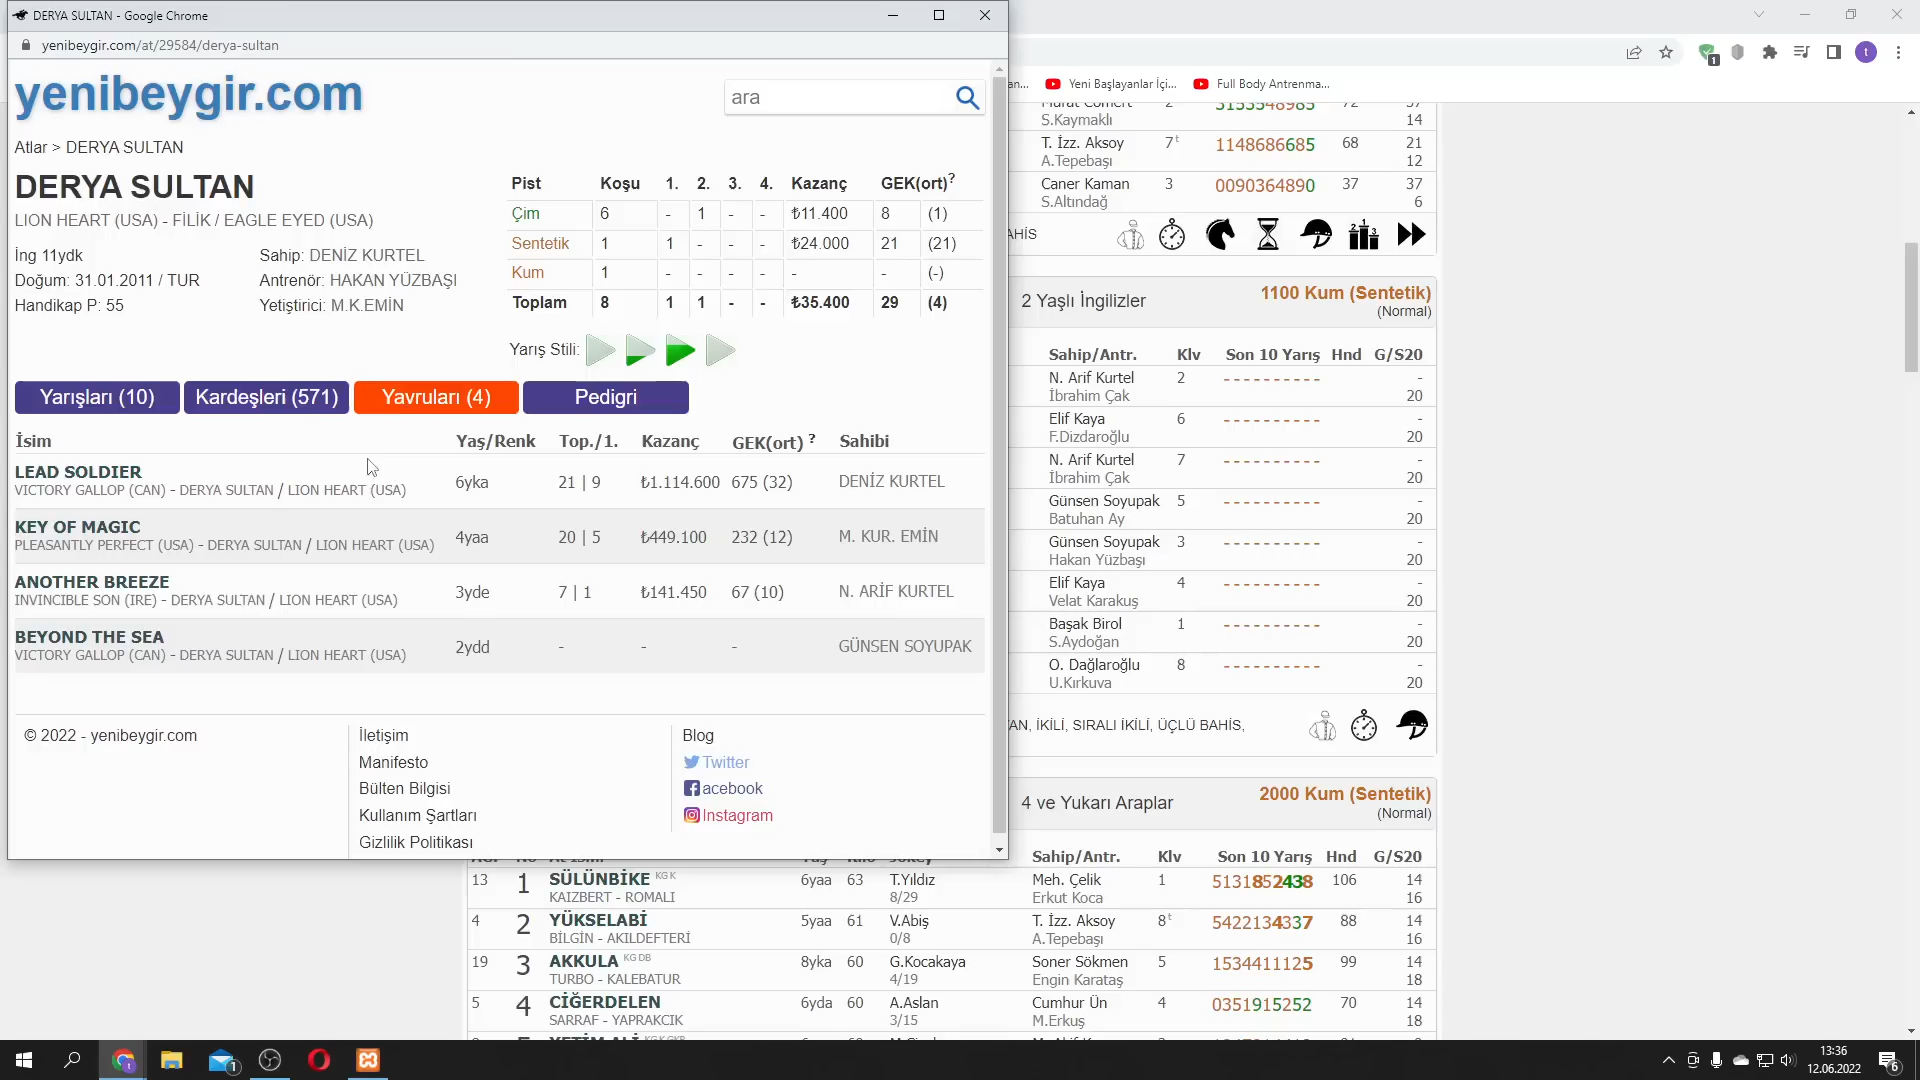 DERYA SULTAN - Google Chrome
yenibeygir.com/at/29584/derya-sultan
yenibeygir.com
ara
Atlar > DERYA SULTAN
DERYA SULTAN
LION HEART (USA) - FİLİK / EAGLE EYED (USA)
İng 11ydk
Sahip: DENİZ KURTEL
Doğum: 31.01.2011 / TUR
Antrenör: HAKAN YÜZBAŞI
Handikap P: 55
Yetiştirici: M.K.EMİN
Pist Koşu 1. 2. 3. 4. Kazanç GEK(ort)?
Çim 6 - 1 - - ₺11.400 8 (1)
Sentetik 1 1 - - - ₺24.000 21 (21)
Kum 1 - - - - - - (-)
Toplam 8 1 1 - - ₺35.400 29 (4)
Yarış Stili:
Yarışları (10) Kardeşleri (571) Yavruları (4) Pedigri
İsim Yaş/Renk Top./1. Kazanç GEK(ort) ? Sahibi
LEAD SOLDIER 6yka 21 | 9 ₺1.114.600 675 (32) DENİZ KURTEL
VICTORY GALLOP (CAN) - DERYA SULTAN / LION HEART (USA)
KEY OF MAGIC 4yaa 20 | 5 ₺449.100 232 (12) M. KUR. EMİN
PLEASANTLY PERFECT (USA) - DERYA SULTAN / LION HEART (USA)
ANOTHER BREEZE 3yde 7 | 1 ₺141.450 67 (10) N. ARİF KURTEL
INVINCIBLE SON (IRE) - DERYA SULTAN / LION HEART (USA)
BEYOND THE SEA 2ydd - - - GÜNSEN SOYUPAK
VICTORY GALLOP (CAN) - DERYA SULTAN / LION HEART (USA)
© 2022 - yenibeygir.com
İletişim
Manifesto
Bülten Bilgisi
Kullanım Şartları
Gizlilik Politikası
Blog
Twitter
acebook
Instagram
an... Yeni Başlayanlar İçi... Full Body Antrenma...
1
t
S.Kaymaklı 14
T. İzz. Aksoy 7 t 1148686685 68 21
A.Tepebaşı 12
Caner Kaman 3 0090364890 37 37
S.Altındağ 6
AHİS
2 Yaşlı İngilizler 1100 Kum (Sentetik)
(Normal)
Sahip/Antr. Klv Son 10 Yarış Hnd G/S20
N. Arif Kurtel 2 ---------- -
İbrahim Çak 20
Elif Kaya 6 ---------- -
F.Dizdaroğlu 20
N. Arif Kurtel 7 ---------- -
İbrahim Çak 20
Günsen Soyupak 5 ---------- -
Batuhan Ay 20
Günsen Soyupak 3 ---------- -
Hakan Yüzbaşı 20
Elif Kaya 4 ---------- -
Velat Karakuş 20
Başak Birol 1 ---------- -
S.Aydoğan 20
O. Dağlaroğlu 8 ---------- -
U.Kırkuva 20
AN, İKİLİ, SIRALI İKİLİ, ÜÇLÜ BAHİS,
4 ve Yukarı Araplar 2000 Kum (Sentetik)
(Normal)
Sahip/Antr. Klv Son 10 Yarış Hnd G/S20
13 1 SÜLÜNBİKE KG K 6yaa 63 T.Yıldız Meh. Çelik 1 5131852438 106 14
KAIZBERT - ROMALI 8/29 Erkut Koca 16
4 2 YÜKSELABİ 5yaa 61 V.Abiş T. İzz. Aksoy 8 t 5422134337 88 14
BİLGİN - AKILDEFTERİ 0/8 A.Tepebaşı 16
19 3 AKKULA KG DB 8yka 60 G.Kocakaya Soner Sökmen 5 1534411125 99 14
TURBO - KALEBATUR 4/19 Engin Karataş 18
5 4 CİĞERDELEN 6yda 60 A.Aslan Cumhur Ün 4 0351915252 70 14
SARRAF - YAPRAKCIK 3/15 M.Erkuş 18
1
13:36
12.06.2022
6